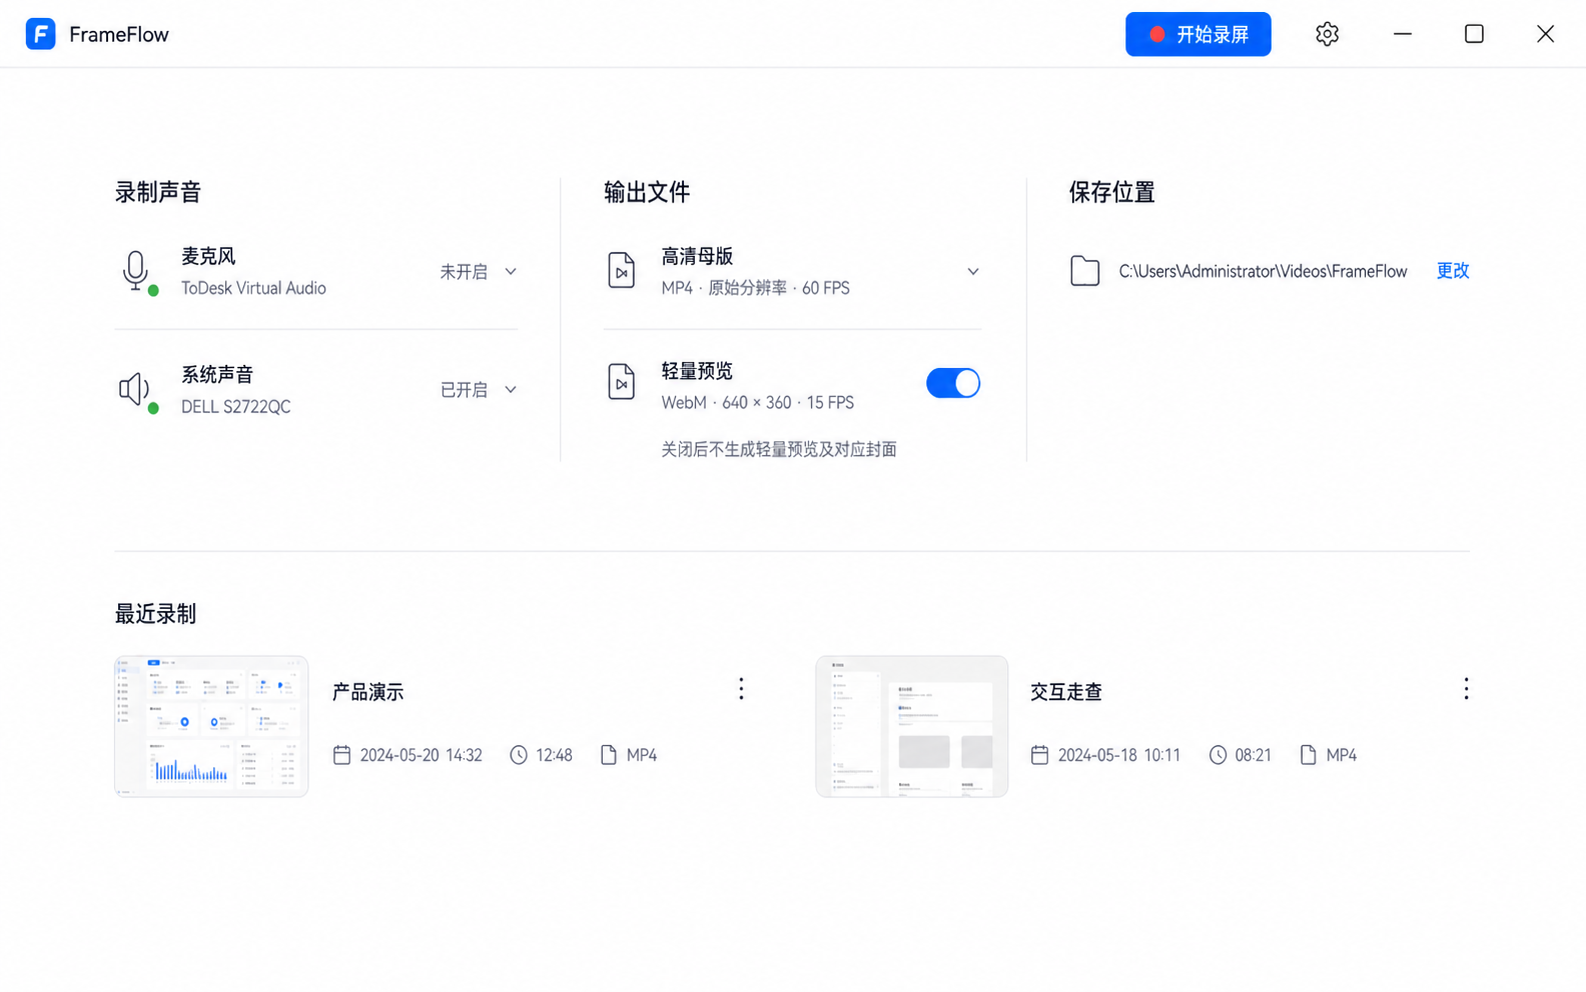 FrameFlow
开始录屏
录制声音
麦克风
ToDesk Virtual Audio
未开启
系统声音
DELL S2722QC
已开启
输出文件
高清母版
MP4 · 原始分辨率 · 60 FPS
轻量预览
WebM · 640 × 360 · 15 FPS
关闭后不生成轻量预览及对应封面
保存位置
C:\Users\Administrator\Videos\FrameFlow
更改
最近录制
产品演示
2024-05-20 14:32 12:48 MP4
交互走查
2024-05-18 10:11 08:21 MP4